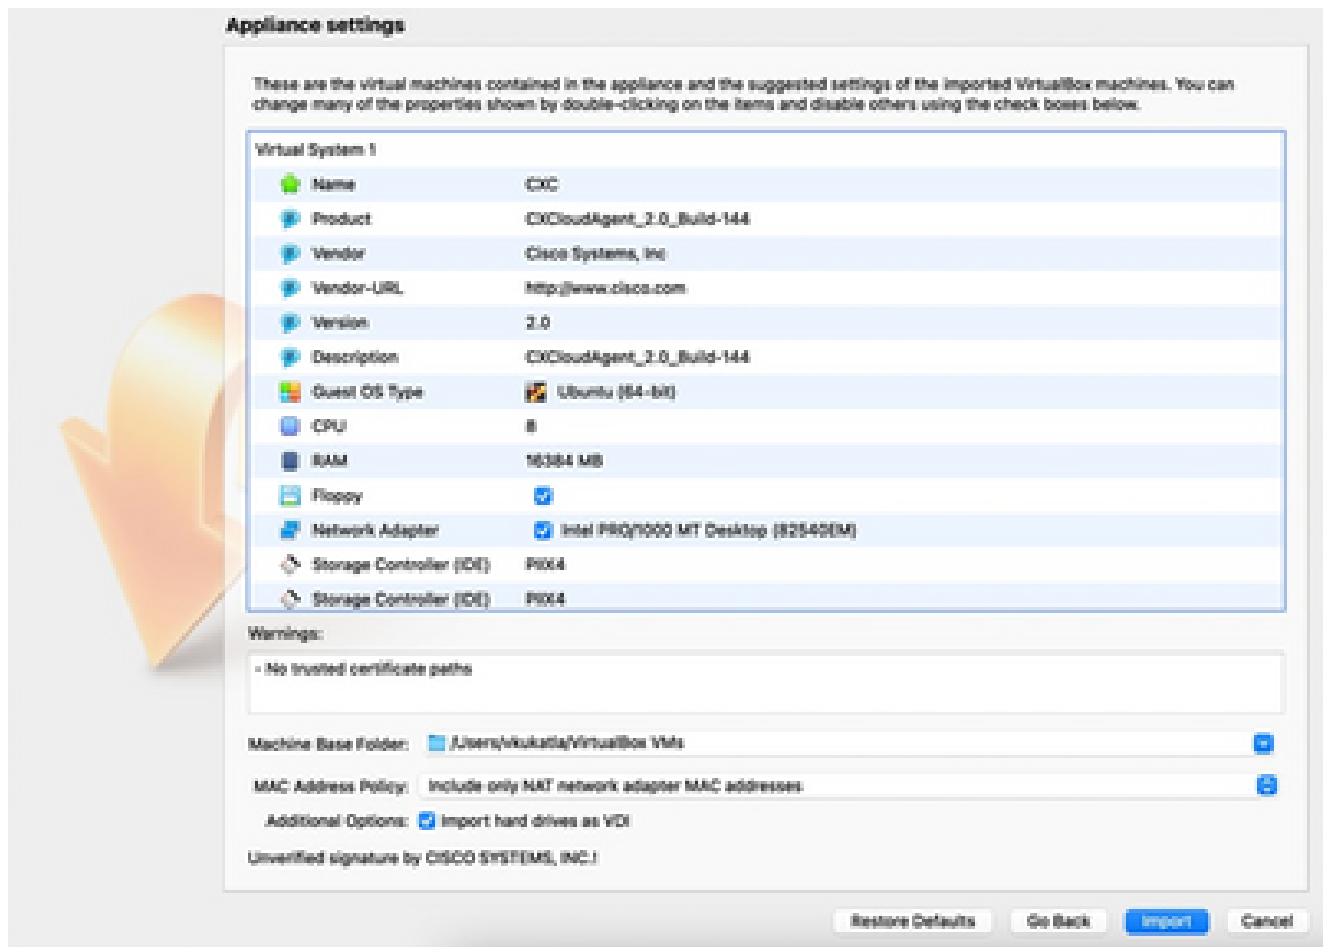 Appliance settings
These are the virtual machines contained in the appliance and the suggested settings of the imported VirtualBox machines. You can
change many of the properties shown by double-clicking on the items and disable others using the check boxes below.
Virtual System 1
Name CXC
Product CXCloudAgent_2.0_Build-144
Vendor Cisco Systems, Inc
Vendor-URL http://www.cisco.com
Version 2.0
Description CXCloudAgent_2.0_Build-144
Guest OS Type Ubuntu (64-bit)
CPU 8
RAM 16384 MB
Floppy
Network Adapter Intel PRO/1000 MT Desktop (82540EM)
Storage Controller (IDE) PIIX4
Storage Controller (IDE) PIIX4
Warnings:
- No trusted certificate paths
Machine Base Folder: /Users/vkukatla/VirtualBox VMs
MAC Address Policy: Include only NAT network adapter MAC addresses
Additional Options: Import hard drives as VDI
Unverified signature by CISCO SYSTEMS, INC.!
Restore Defaults Go Back Import Cancel